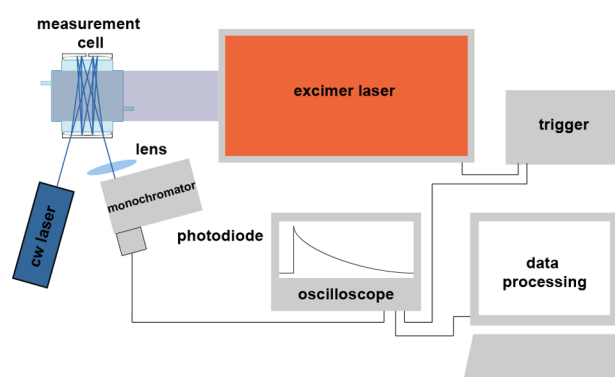 measurement
cell
excimer laser
trigger
lens
monochromator
cw laser
photodiode
oscilloscope
data
processing